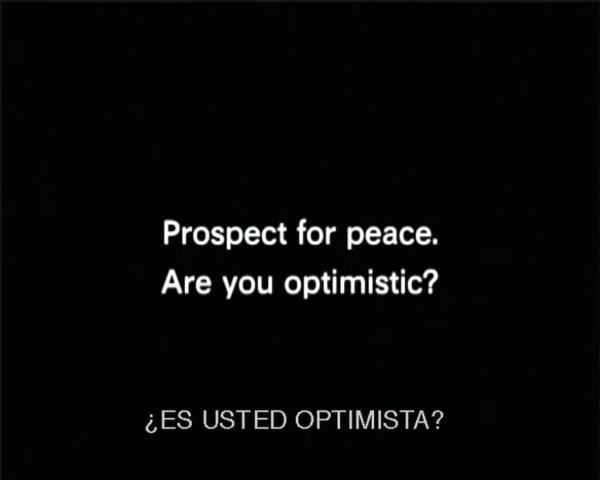 Prospect for peace.
Are you optimistic?
¿ES USTED OPTIMISTA?